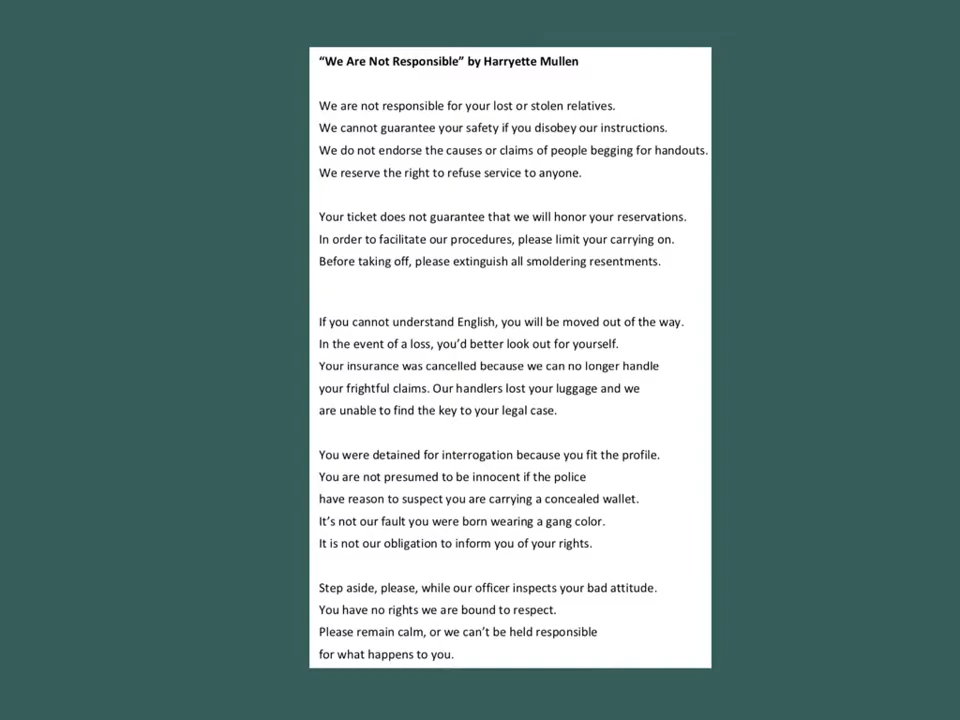 “We Are Not Responsible” by Harryette Mullen
We are not responsible for your lost or stolen relatives.
We cannot guarantee your safety if you disobey our instructions.
We do not endorse the causes or claims of people begging for handouts.
We reserve the right to refuse service to anyone.
Your ticket does not guarantee that we will honor your reservations.
In order to facilitate our procedures, please limit your carrying on.
Before taking off, please extinguish all smoldering resentments.
If you cannot understand English, you will be moved out of the way.
In the event of a loss, you’d better look out for yourself.
Your insurance was cancelled because we can no longer handle
your frightful claims. Our handlers lost your luggage and we
are unable to find the key to your legal case.
You were detained for interrogation because you fit the profile.
You are not presumed to be innocent if the police
have reason to suspect you are carrying a concealed wallet.
It’s not our fault you were born wearing a gang color.
It is not our obligation to inform you of your rights.
Step aside, please, while our officer inspects your bad attitude.
You have no rights we are bound to respect.
Please remain calm, or we can’t be held responsible
for what happens to you.